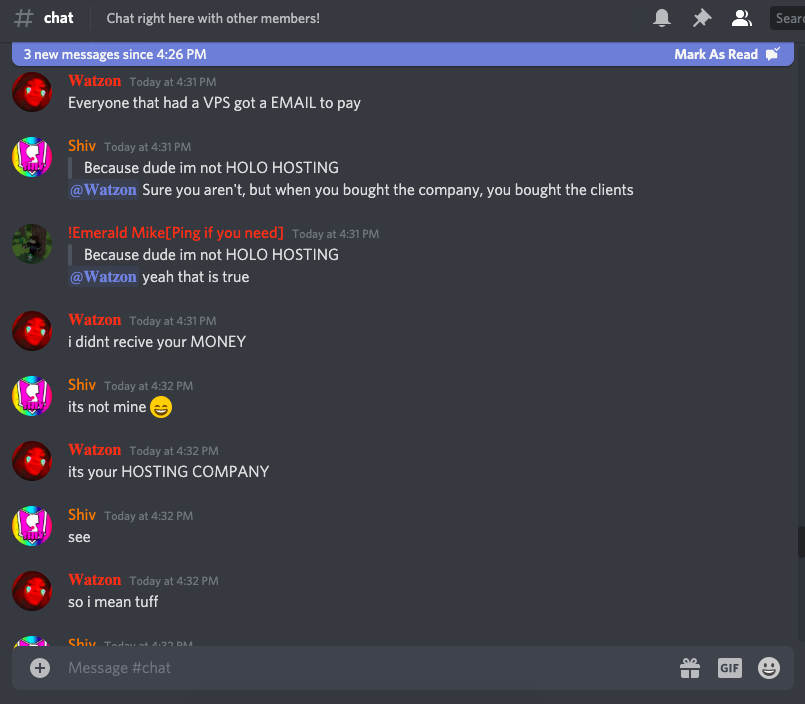 # chat Chat right here with other members! Sear
3 new messages since 4:26 PM Mark As Read
Watzon Today at 4:31 PM
Everyone that had a VPS got a EMAIL to pay
Shiv Today at 4:31 PM
Because dude im not HOLO HOSTING
@Watzon Sure you aren't, but when you bought the company, you bought the clients
!Emerald Mike[Ping if you need] Today at 4:31 PM
Because dude im not HOLO HOSTING
@Watzon yeah that is true
Watzon Today at 4:31 PM
i didnt recive your MONEY
Shiv Today at 4:32 PM
its not mine 😄
Watzon Today at 4:32 PM
its your HOSTING COMPANY
Shiv Today at 4:32 PM
see
Watzon Today at 4:32 PM
so i mean tuff
Shiv Today at 4:32 PM
Message #chat GIF